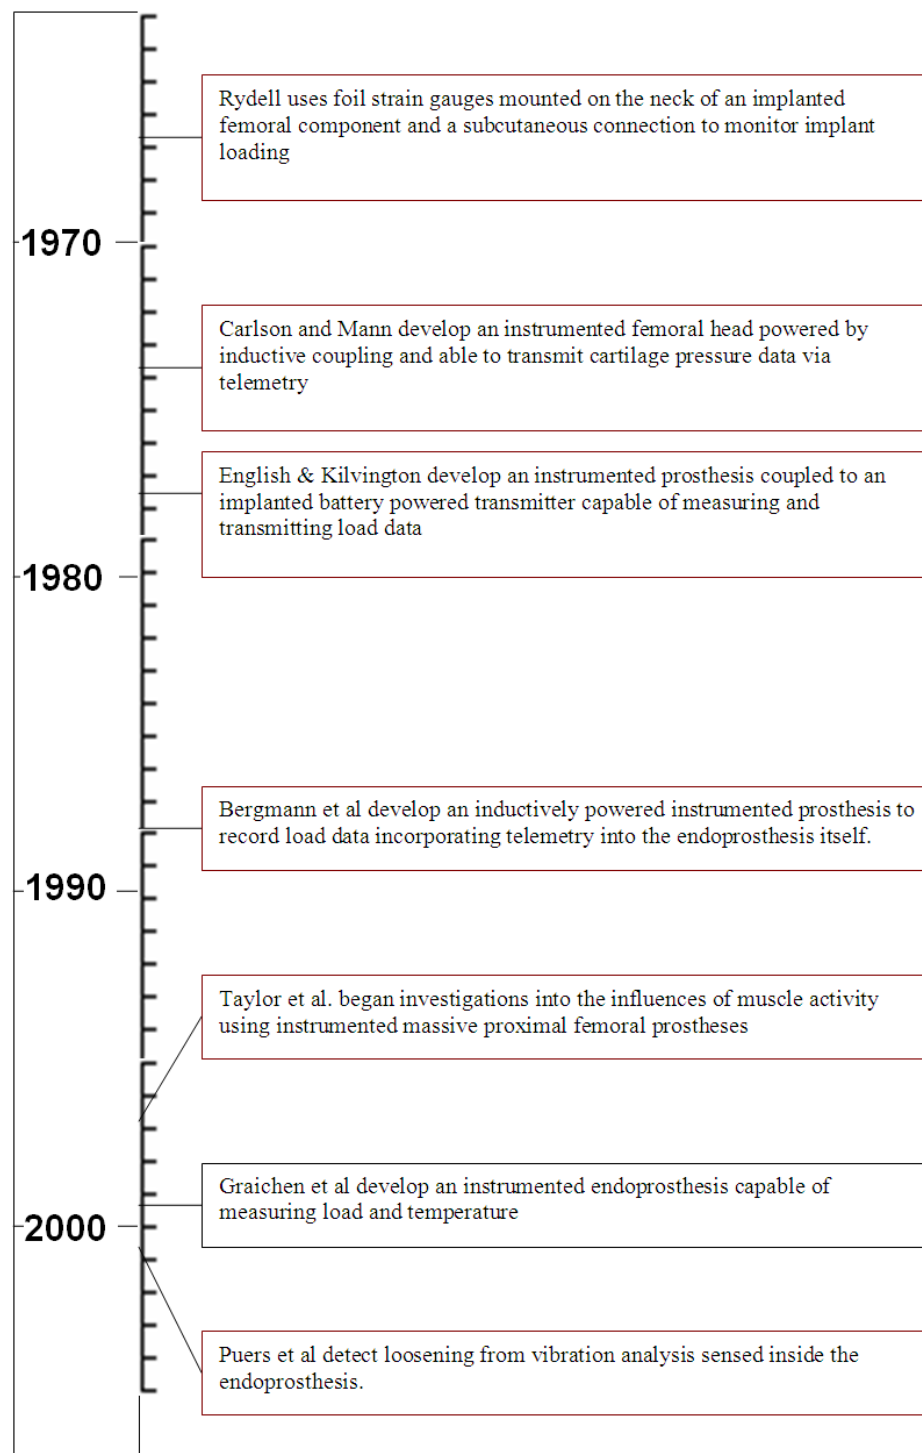 Rydell uses foil strain gauges mounted on the neck of an implanted
femoral component and a subcutaneous connection to monitor implant
loading
1970
Carlson and Mann develop an instrumented femoral head powered by
inductive coupling and able to transmit cartilage pressure data via
telemetry
English & Kilvington develop an instrumented prosthesis coupled to an
implanted battery powered transmitter capable of measuring and
transmitting load data
1980
Bergmann et al develop an inductively powered instrumented prosthesis to
record load data incorporating telemetry into the endoprosthesis itself.
1990
Taylor et al. began investigations into the influences of muscle activity
using instrumented massive proximal femoral prostheses
Graichen et al develop an instrumented endoprosthesis capable of
measuring load and temperature
2000
Puers et al detect loosening from vibration analysis sensed inside the
endoprosthesis.